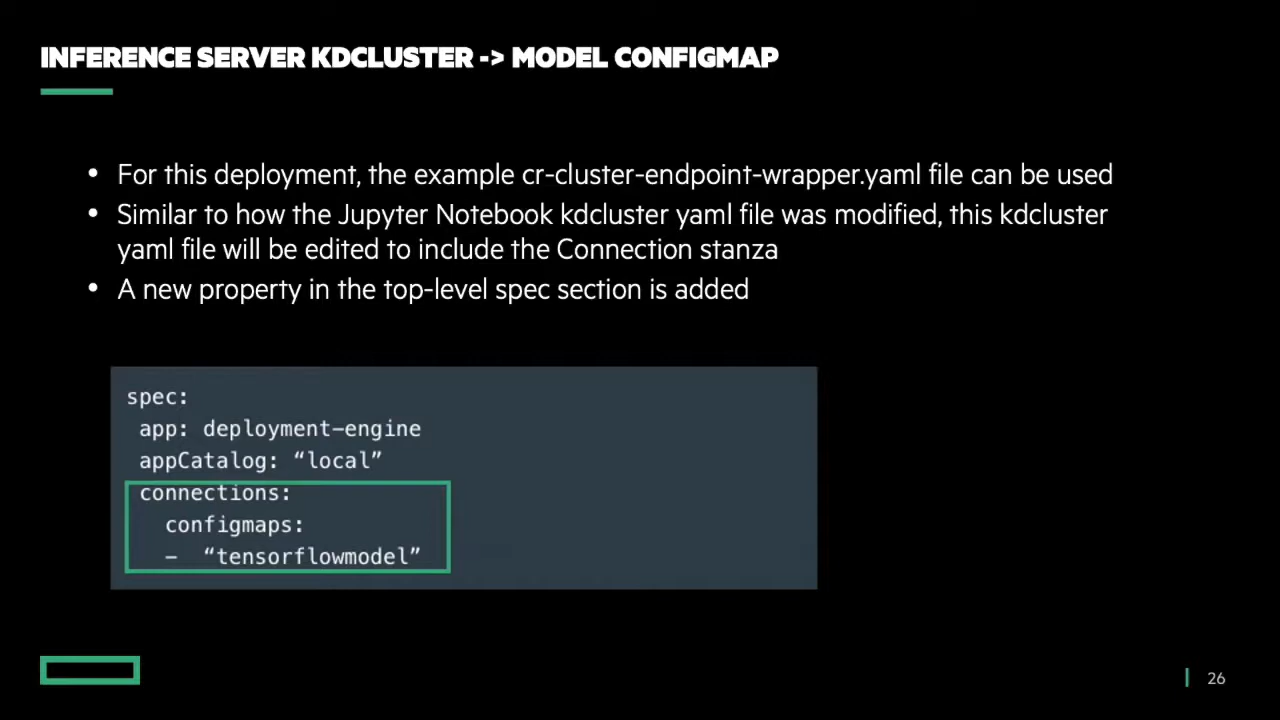 INFERENCE SERVER KDCLUSTER -> MODEL CONFIGMAP
• For this deployment, the example cr-cluster-endpoint-wrapper.yaml file can be used
• Similar to how the Jupyter Notebook kdcluster yaml file was modified, this kdcluster
yaml file will be edited to include the Connection stanza
• A new property in the top-level spec section is added
spec:
app: deployment-engine
appCatalog: “local”
connections:
configmaps:
- “tensorflowmodel”
26